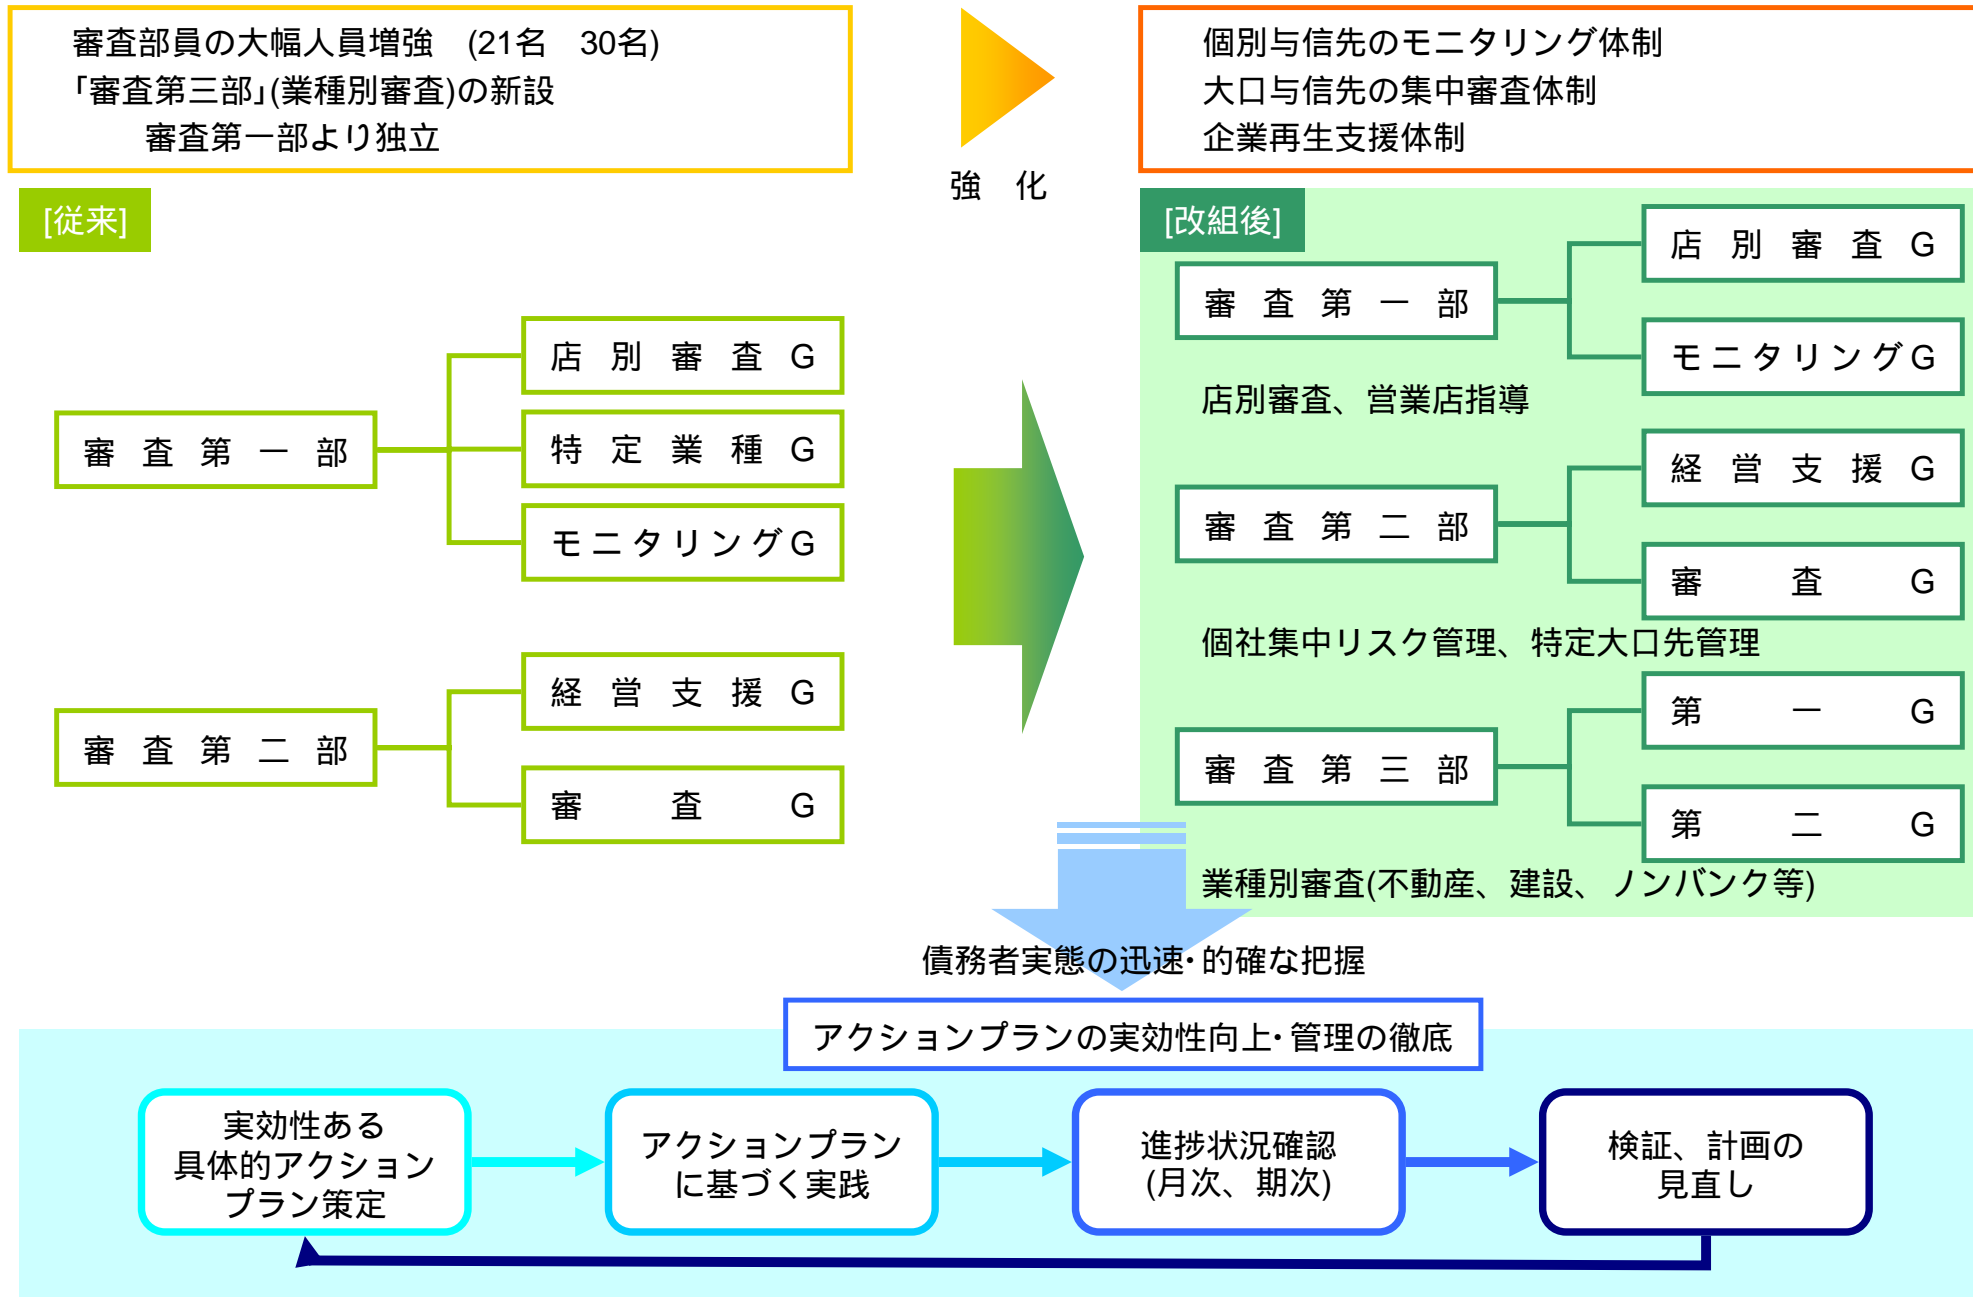 審査部員の大幅人員増強　(21名　30名)
「審査第三部」(業種別審査)の新設
審査第一部より独立
強　化
個別与信先のモニタリング体制
大口与信先の集中審査体制
企業再生支援体制
[従来]
審査第一部
店別審査G
特定業種G
モニタリングG
審査第二部
経営支援G
審査G
[改組後]
審査第一部
店別審査G
モニタリングG
店別審査、営業店指導
審査第二部
経営支援G
審査G
個社集中リスク管理、特定大口先管理
審査第三部
第一G
第二G
業種別審査(不動産、建設、ノンバンク等)
債務者実態の迅速・的確な把握
アクションプランの実効性向上・管理の徹底
実効性ある
具体的アクション
プラン策定
アクションプラン
に基づく実践
進捗状況確認
(月次、期次)
検証、計画の
見直し